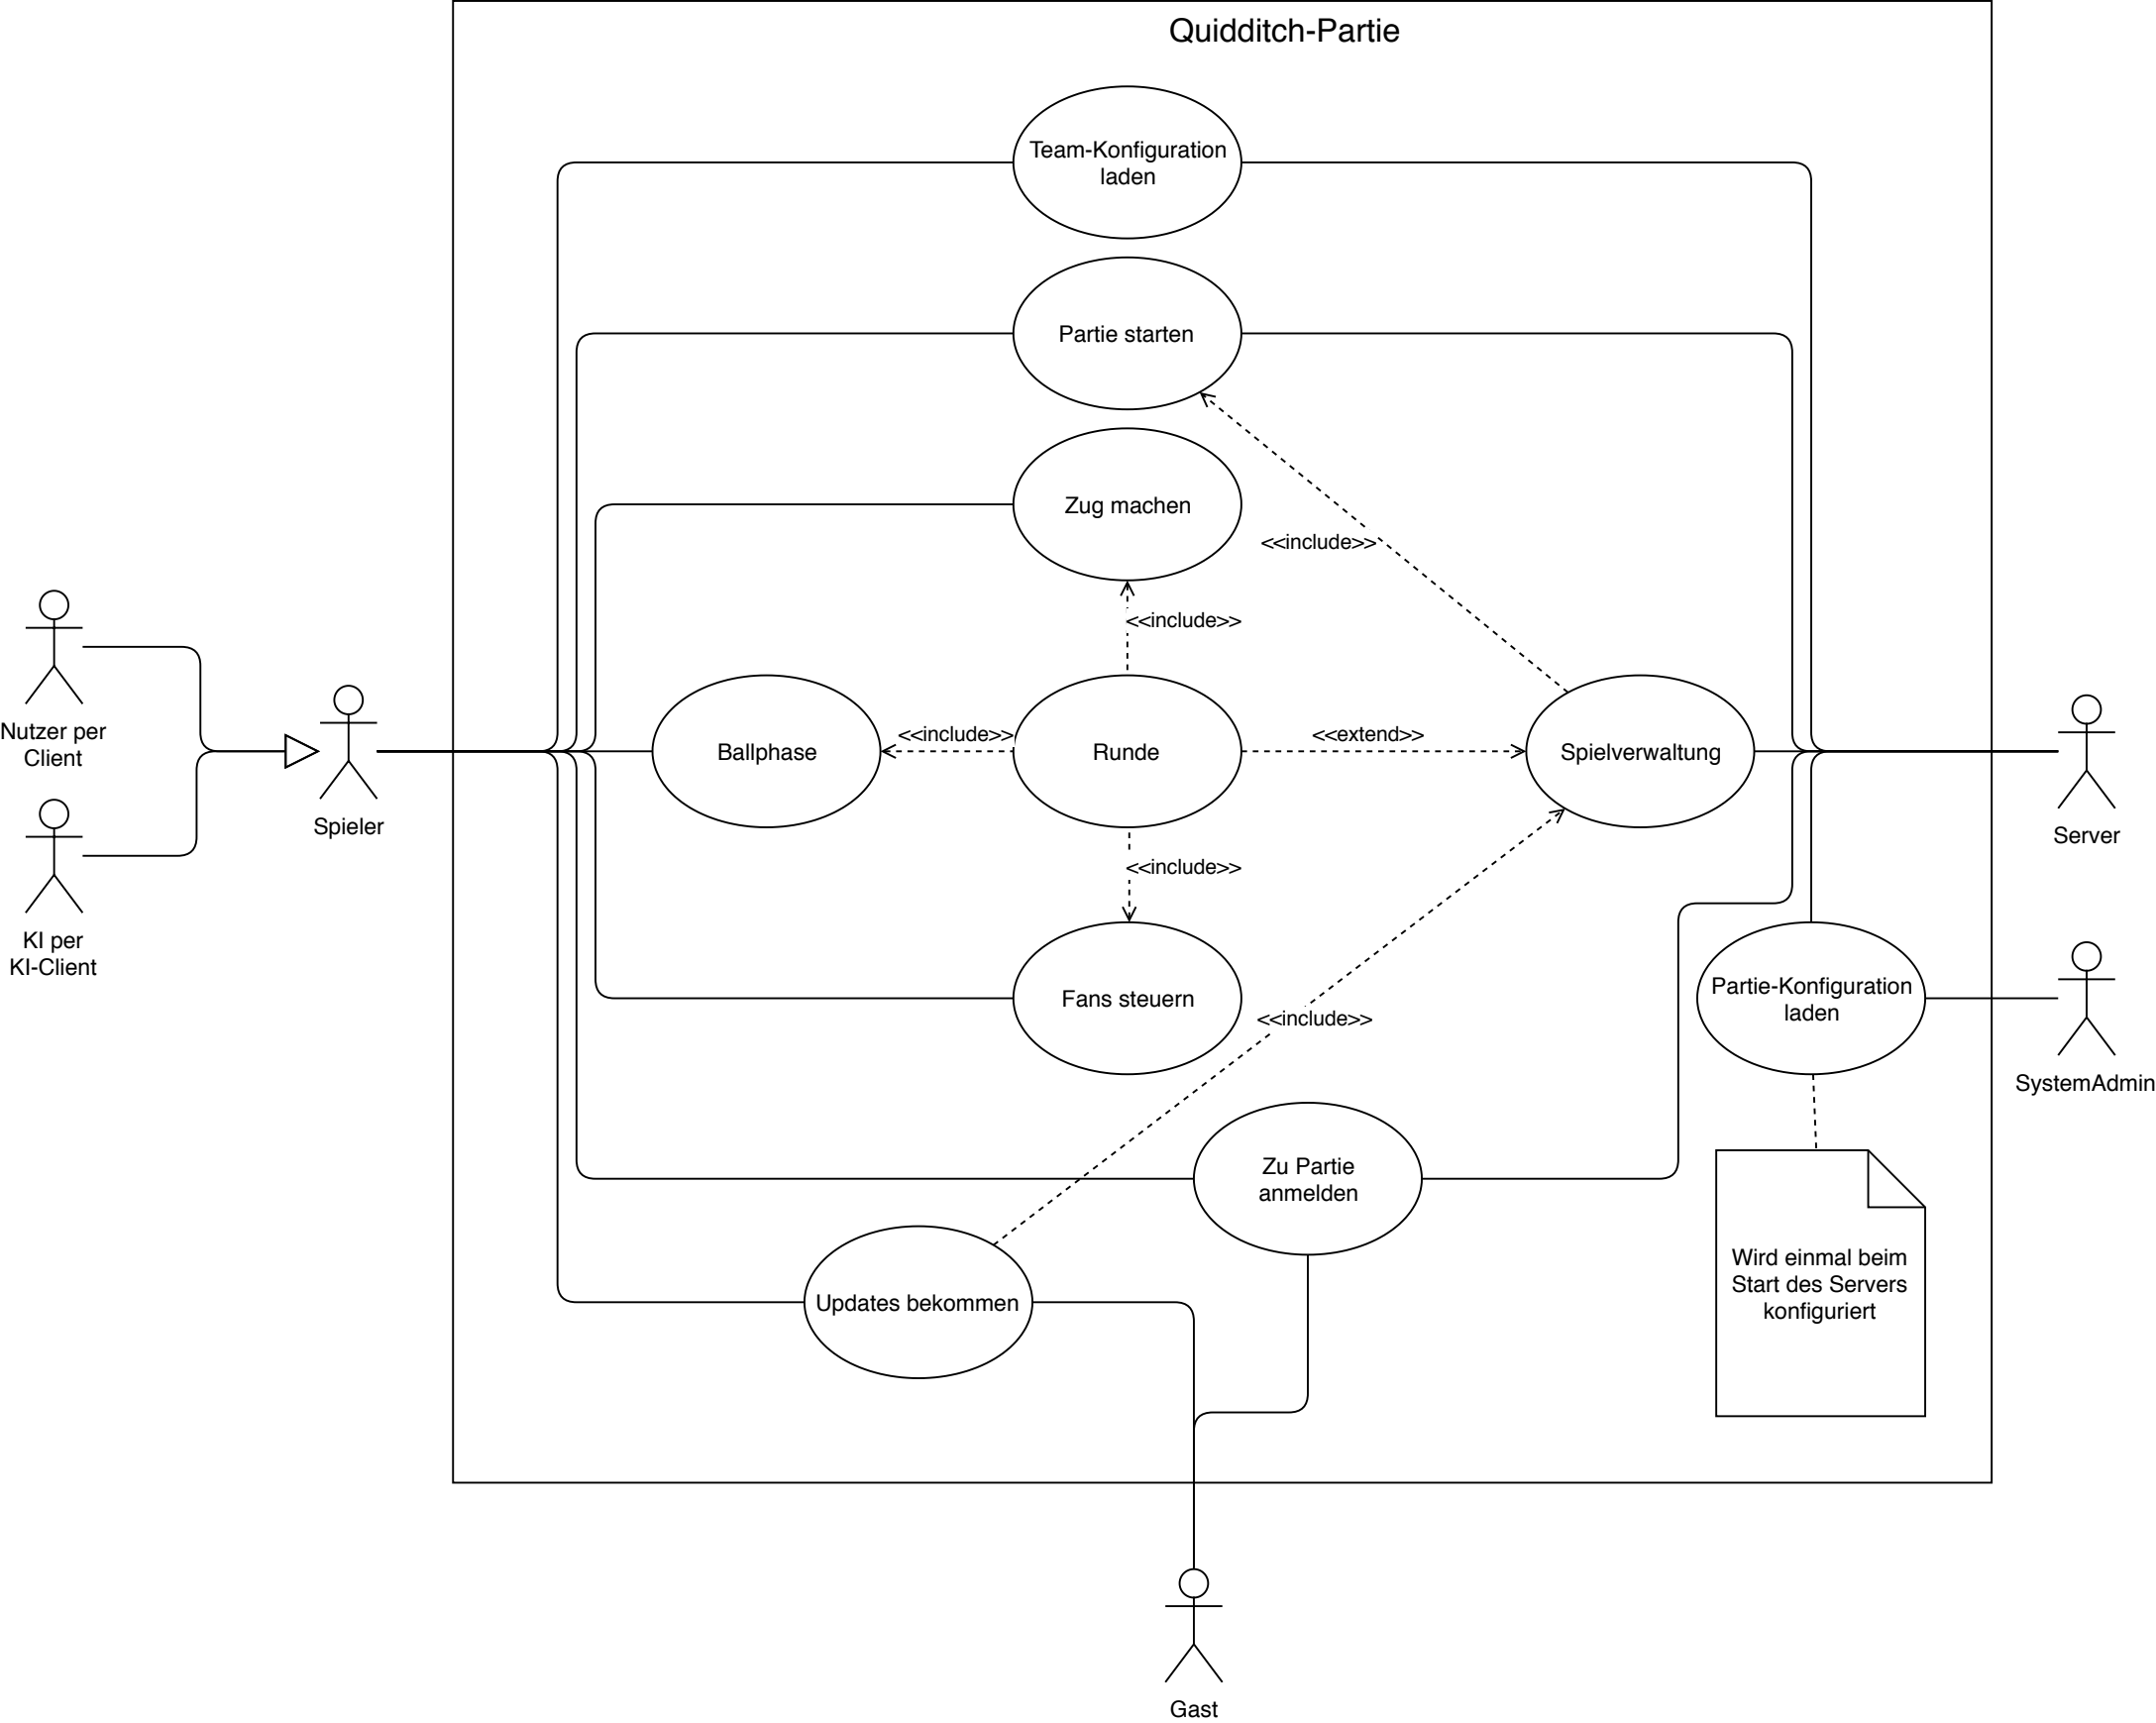 Quidditch-Partie
Team-Konfiguration
laden
Partie starten
Zug machen
<<include>>
<<include>>
Nutzer per
Client
KI per
KI-Client
Spieler
Ballphase
<<include>>
Runde
<<extend>>
Spielverwaltung
Server
<<include>>
Fans steuern
<<include>>
Partie-Konfiguration
laden
SystemAdmin
Zu Partie
anmelden
Updates bekommen
Wird einmal beim
Start des Servers
konfiguriert
Gast